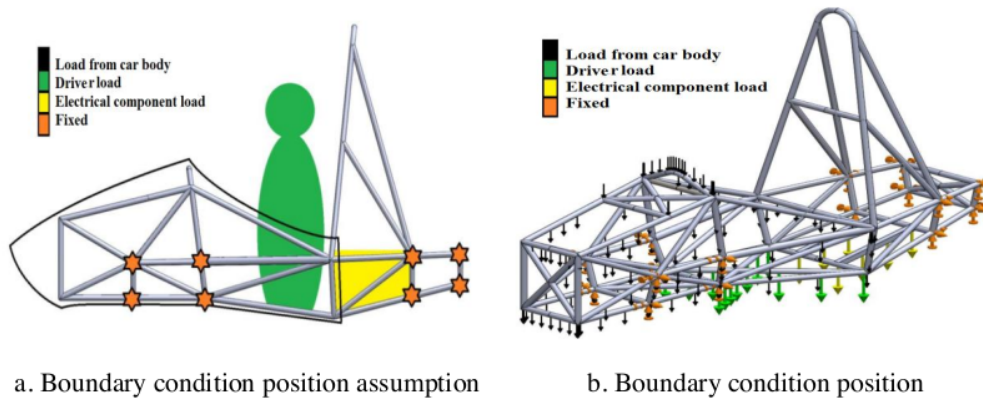 Load from car body
Driver load
Electrical component load
Fixed
Load from car body
Driver load
Electrical component load
Fixed
a. Boundary condition position assumption
b. Boundary condition position